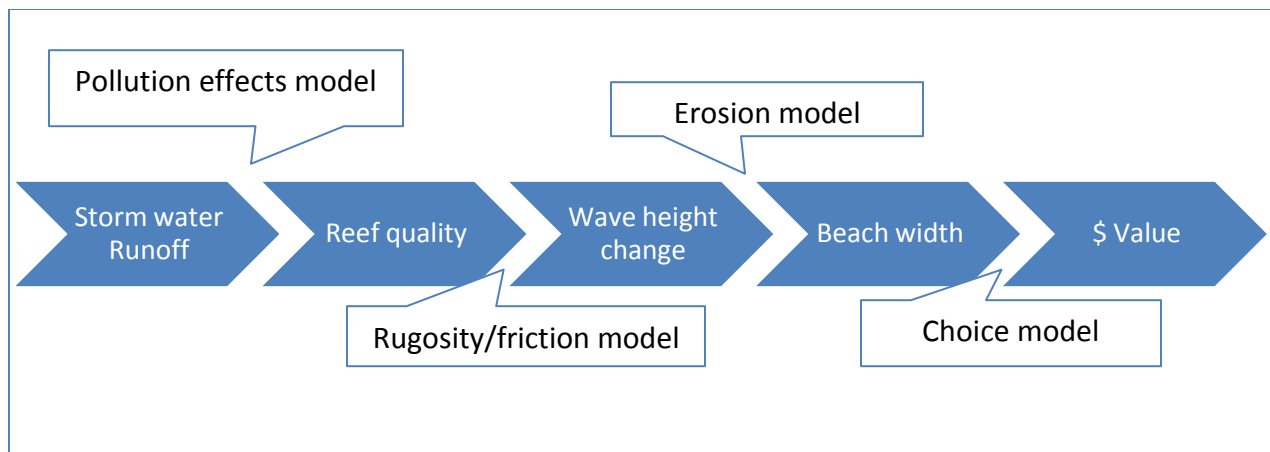 Pollution effects model
Erosion model
Storm water
Runoff
Reef quality
Wave height
change
Beach width
$ Value
Rugosity/friction model
Choice model